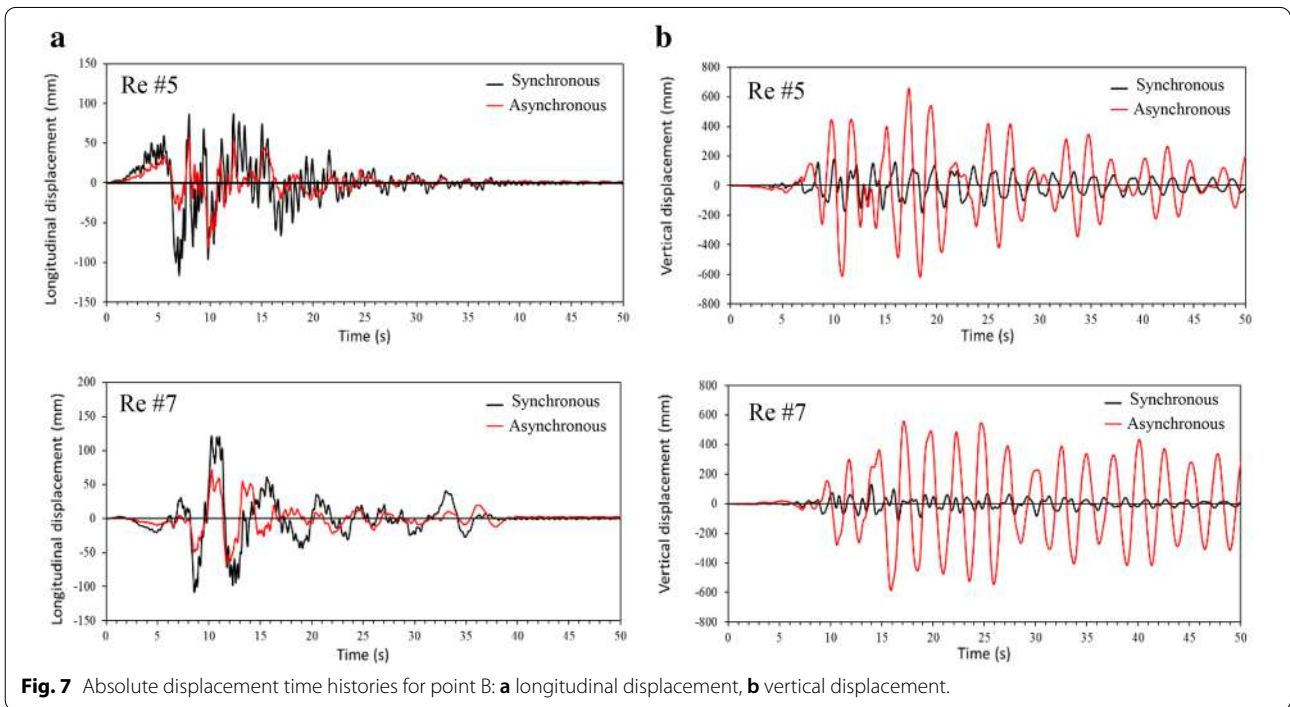 a
b
150
100
50
0
-50
-100
-150
Longitudinal displacement (mm)
Re #5
Synchronous
Asynchronous
0 5 10 15 20 25 30 35 40 45 50
Time (s)
800
600
400
200
0
-200
-400
-600
-800
Vertical displacement (mm)
Re #5
Synchronous
Asynchronous
0 5 10 15 20 25 30 35 40 45 50
Time (s)
200
150
100
50
0
-50
-100
-150
Longitudinal displacement (mm)
Re #7
Synchronous
Asynchronous
0 5 10 15 20 25 30 35 40 45 50
Time (s)
800
600
400
200
0
-200
-400
-600
-800
Vertical displacement (mm)
Re #7
Synchronous
Asynchronous
0 5 10 15 20 25 30 35 40 45 50
Time (s)
Fig. 7 Absolute displacement time histories for point B: a longitudinal displacement, b vertical displacement.